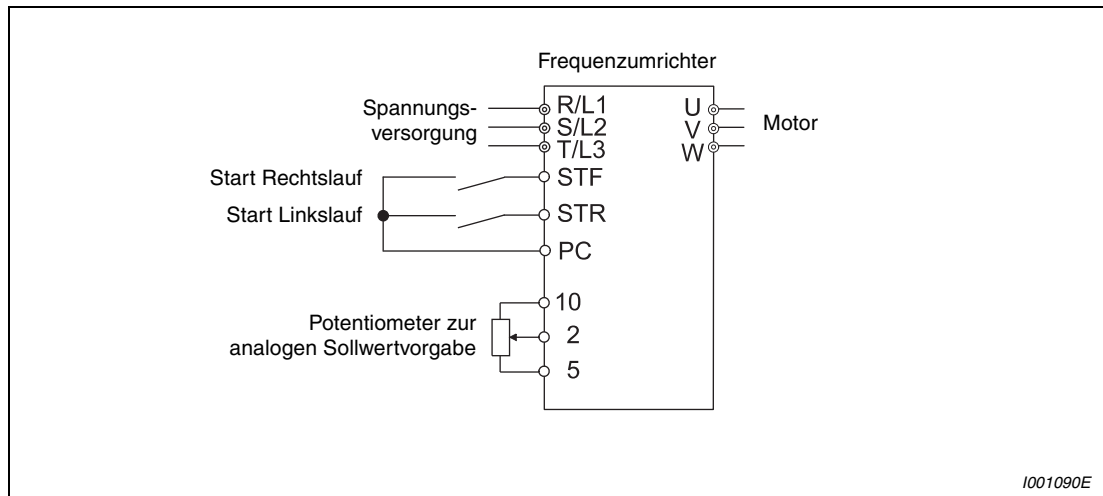 Frequenzumrichter
Spannungs-
versorgung
R/L1
S/L2
T/L3
U
V
W
Motor
Start Rechtslauf
STF
Start Linkslauf
STR
PC
Potentiometer zur
analogen Sollwertvorgabe
10
2
5
I001090E